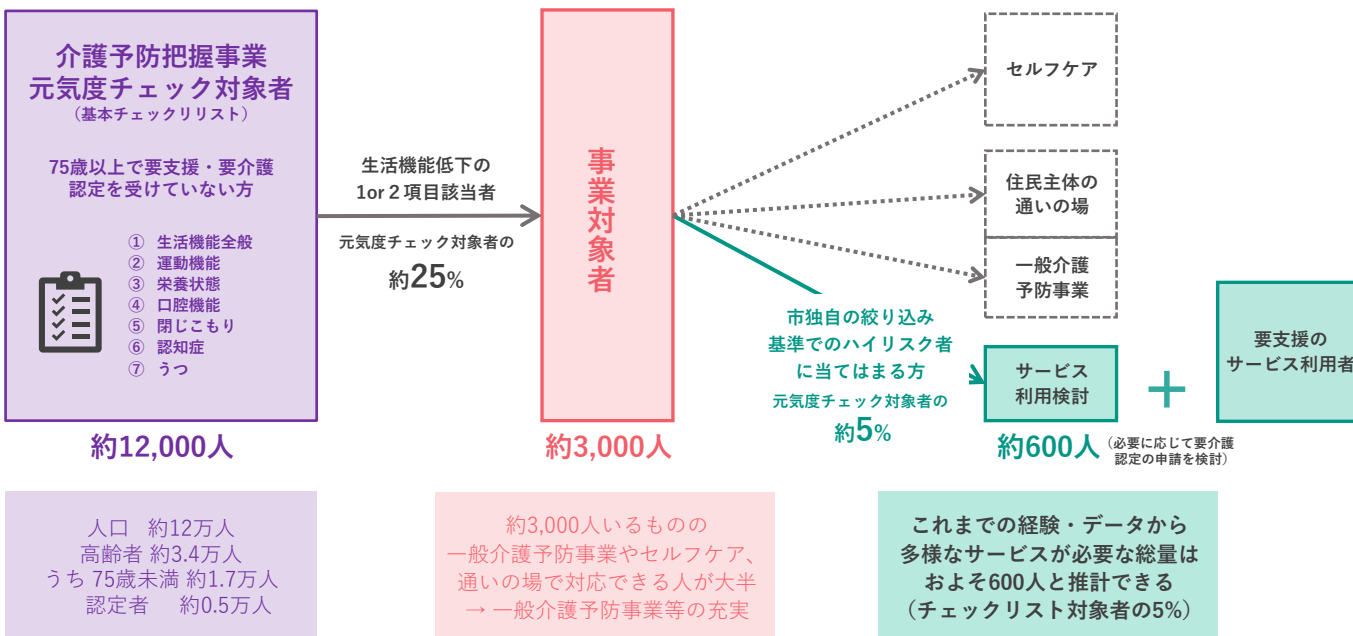 介護予防把握事業
元気度チェック対象者
（基本チェックリリスト）
75歳以上で要支援・要介護
認定を受けていない方
① 生活機能全般
② 運動機能
③ 栄養状態
④ 口腔機能
⑤ 閉じこもり
⑥ 認知症
⑦ うつ
約12,000人
生活機能低下の
1or２項目該当者
元気度チェック対象者の
約25%
事業対象者
約3,000人
セルフケア
住民主体の
通いの場
一般介護
予防事業
市独自の絞り込み
基準でのハイリスク者
に当てはまる方
元気度チェック対象者の
約5%
サービス
利用検討
約600人
（必要に応じて要介護
認定の申請を検討）
＋
要支援の
サービス利用者
人口 約12万人
高齢者 約3.4万人
うち 75歳未満 約1.7万人
認定者 約0.5万人
約3,000人いるものの
一般介護予防事業やセルフケア、
通いの場で対応できる人が大半
→ 一般介護予防事業等の充実
これまでの経験・データから
多様なサービスが必要な総量は
およそ600人と推計できる
（チェックリスト対象者の5%）